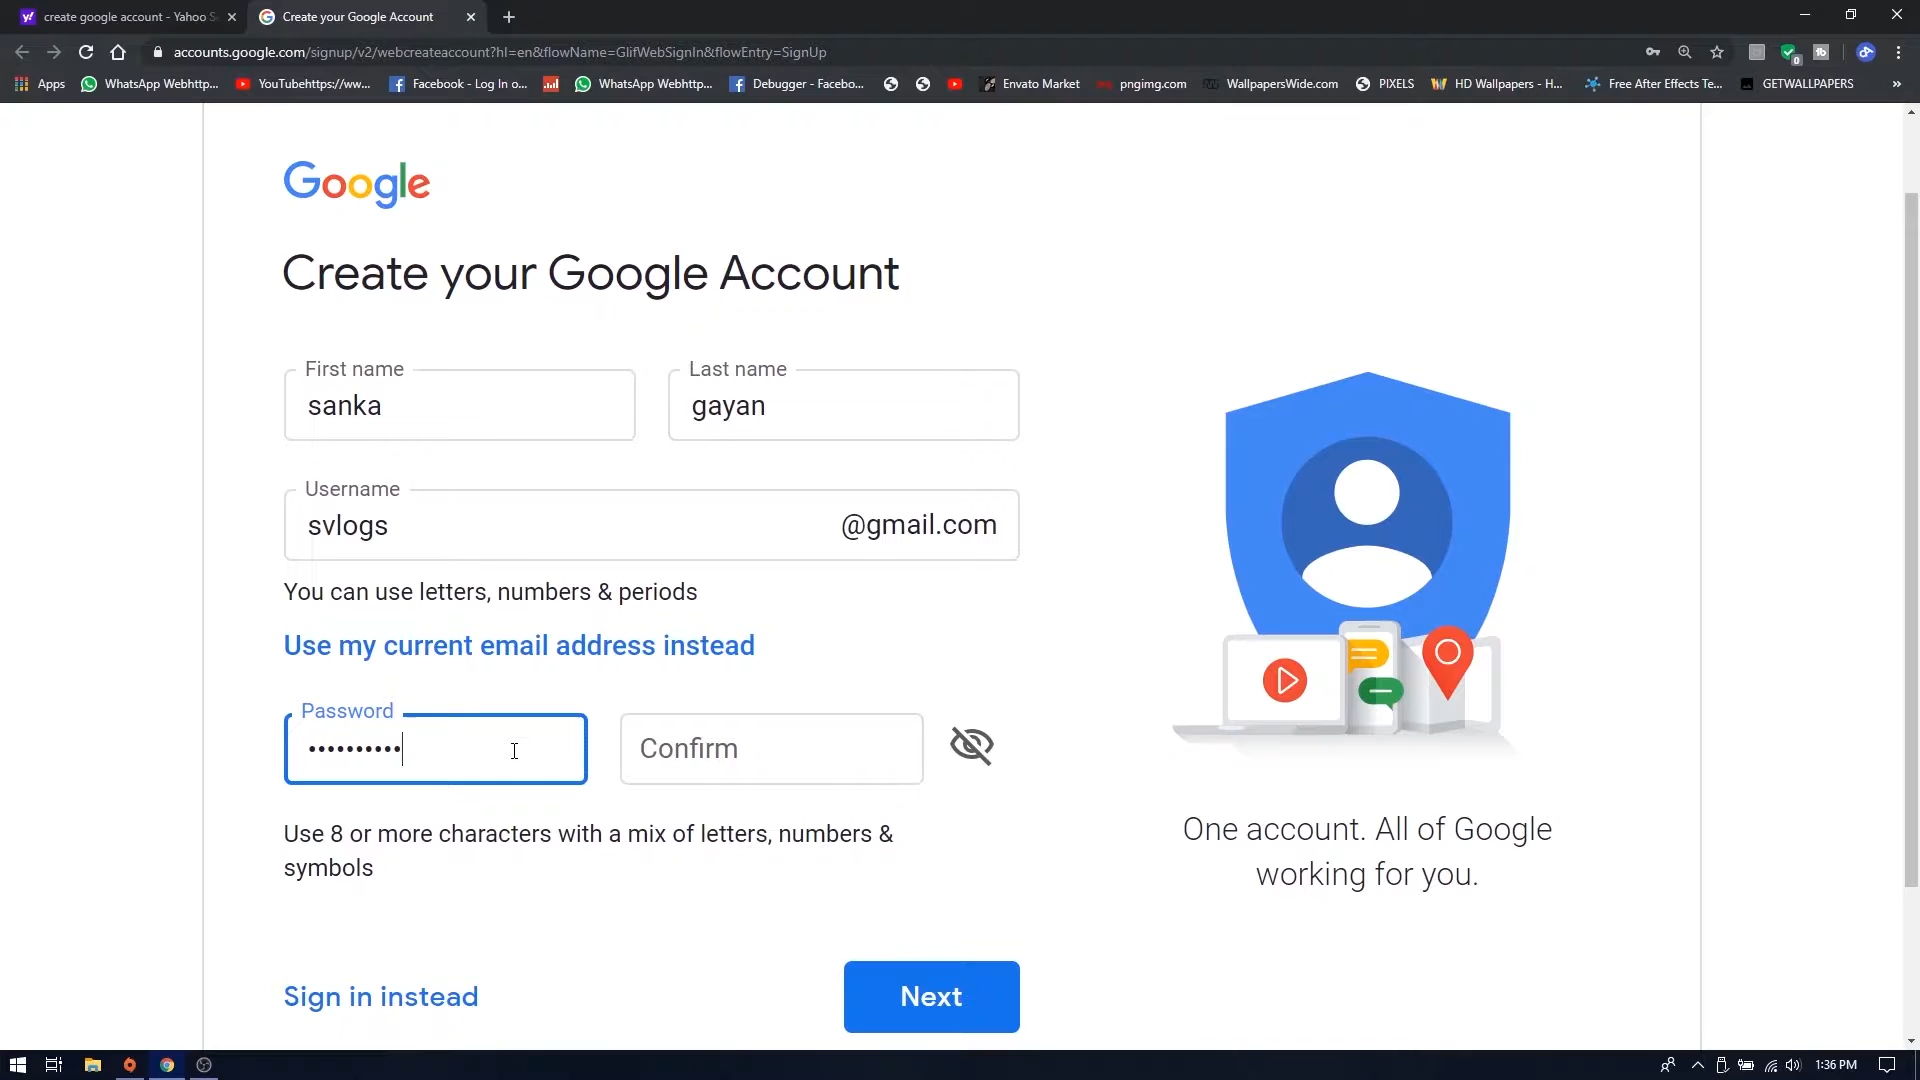 create google account - Yahoo S
Create your Google Account
accounts.google.com/signup/v2/webcreateaccount?hl=en&flowName=GlifWebSignIn&flowEntry=SignUp
Apps
WhatsApp Webhttp...
YouTubehttps://ww...
Facebook - Log In o...
WhatsApp Webhttp...
Debugger - Facebo...
Envato Market
pngimg.com
WallpapersWide.com
PIXELS
HD Wallpapers - H...
Free After Effects Te...
GETWALLPAPERS
»
Google
Create your Google Account
First name
sanka
Last name
gayan
Username
svlogs
@gmail.com
You can use letters, numbers & periods
Use my current email address instead
Password
••••••••••
Confirm
Use 8 or more characters with a mix of letters, numbers &
symbols
One account. All of Google
working for you.
Sign in instead
Next
1:36 PM